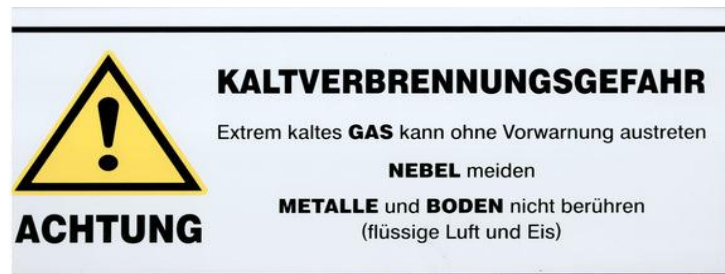 KALTVERBRENNUNGSGEFAHR
Extrem kaltes GAS kann ohne Vorwarnung austreten
NEBEL meiden
METALLE und BODEN nicht berühren
(flüssige Luft und Eis)
ACHTUNG